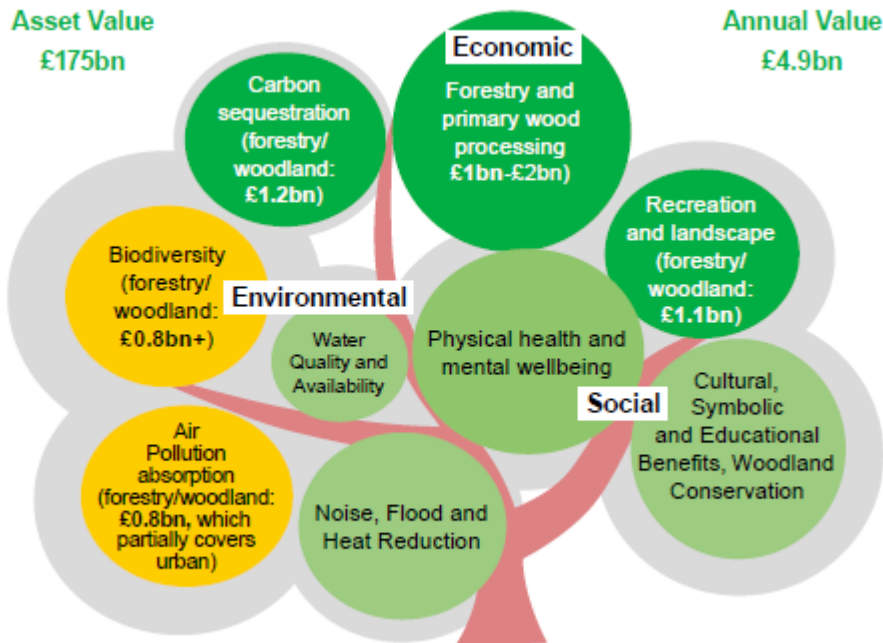 Asset Value
£175bn
Annual Value
£4.9bn
Economic
Forestry and
primary wood
processing
£1bn-£2bn)
Carbon
sequestration
(forestry/
woodland:
£1.2bn)
Recreation
and landscape
(forestry/
woodland:
£1.1bn)
Biodiversity
(forestry/
woodland:
£0.8bn+)
Environmental
Water
Quality and
Availability
Physical health and
mental wellbeing
Social
Cultural,
Symbolic
and Educational
Benefits, Woodland
Conservation
Air
Pollution
absorption
(forestry/woodland:
£0.8bn, which
partially covers
urban)
Noise, Flood and
Heat Reduction